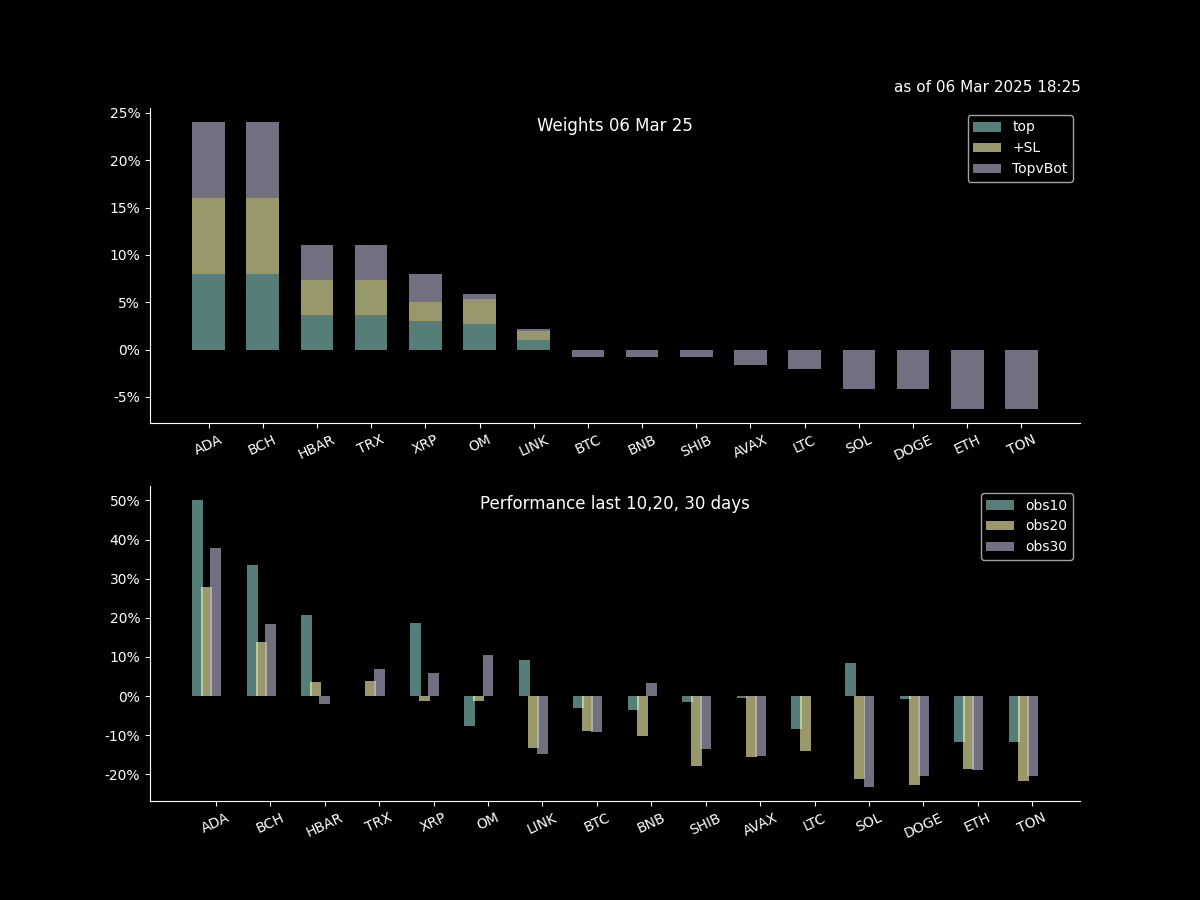 as of 06 Mar 2025 18:25
Weights 06 Mar 25
top
+SL
TopvBot
25%
20%
15%
10%
5%
0%
-5%
ADA BCH HBAR TRX XRP OM LINK BTC BNB SHIB AVAX LTC SOL DOGE ETH TON
Performance last 10,20, 30 days
obs10
obs20
obs30
50%
40%
30%
20%
10%
0%
-10%
-20%
ADA BCH HBAR TRX XRP OM LINK BTC BNB SHIB AVAX LTC SOL DOGE ETH TON